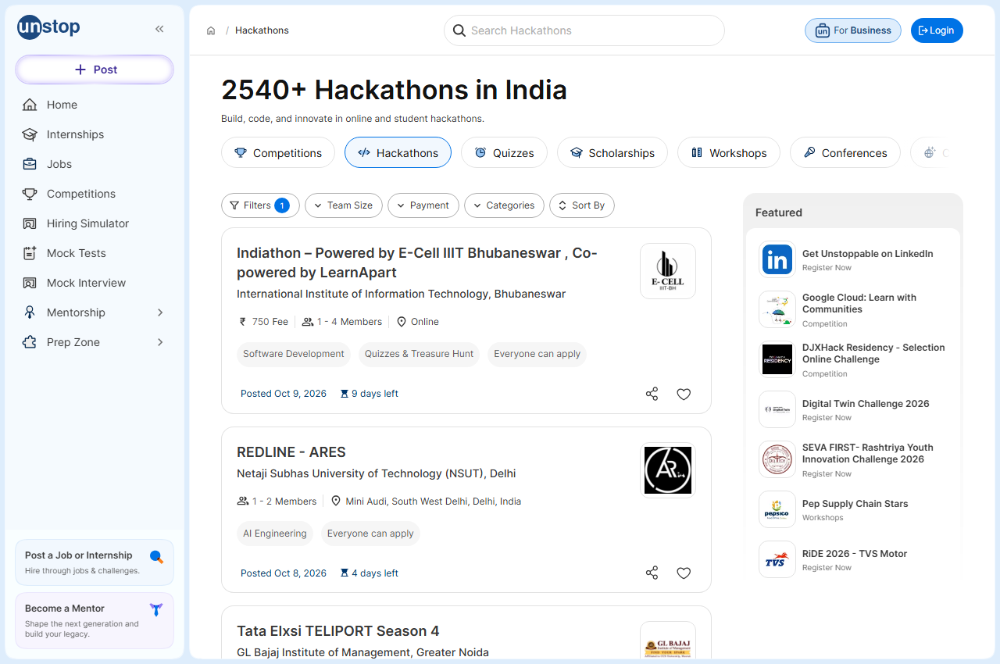 unstop
Post
Home
Internships
Jobs
Competitions
Hiring Simulator
Mock Tests
Mock Interview
Mentorship
Prep Zone
Post a Job or Internship
Hire through jobs & challenges.
Become a Mentor
Shape the next generation and
build your legacy.
/ Hackathons
Search Hackathons
un For Business
Login
2540+ Hackathons in India
Build, code, and innovate in online and student hackathons.
Competitions
Hackathons
Quizzes
Scholarships
Workshops
Conferences
Filters 1
Team Size
Payment
Categories
Sort By
Indiathon – Powered by E-Cell IIIT Bhubaneswar , Co-
powered by LearnApart
International Institute of Information Technology, Bhubaneswar
₹ 750 Fee
1 - 4 Members
Online
Software Development
Quizzes & Treasure Hunt
Everyone can apply
Posted Oct 9, 2026
9 days left
E-CELL
IIIT-BH
REDLINE - ARES
Netaji Subhas University of Technology (NSUT), Delhi
1 - 2 Members
Mini Audi, South West Delhi, Delhi, India
AI Engineering
Everyone can apply
Posted Oct 8, 2026
4 days left
Tata Elxsi TELIPORT Season 4
GL Bajaj Institute of Management, Greater Noida
GL BAJAJ
Featured
in
Get Unstoppable on LinkedIn
Register Now
Google Cloud: Learn with
Communities
Competition
RESIDENCY
DJXHack Residency - Selection
Online Challenge
Competition
Digital Twin
Digital Twin Challenge 2026
Register Now
SEVA FIRST- Rashtriya Youth
Innovation Challenge 2026
Register Now
pepsico
Pep Supply Chain Stars
Workshops
TVS
RiDE 2026 - TVS Motor
Register Now